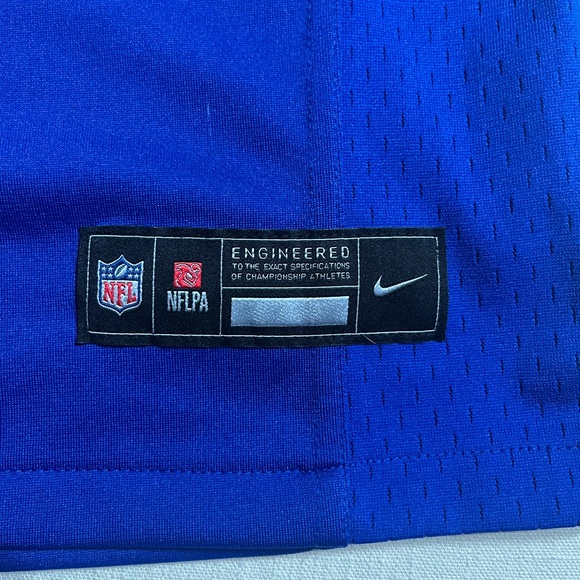 NFL
NFLPA
ENGINEERED
TO THE EXACT SPECIFICATIONS
OF CHAMPIONSHIP ATHLETES